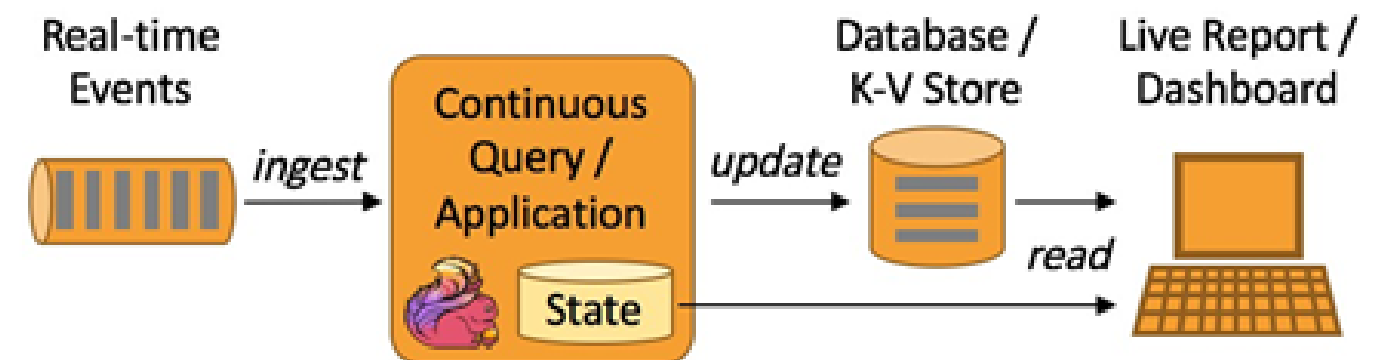 Real-time
Events
ingest
Continuous
Query /
Application
State
update
Database /
K-V Store
read
Live Report /
Dashboard